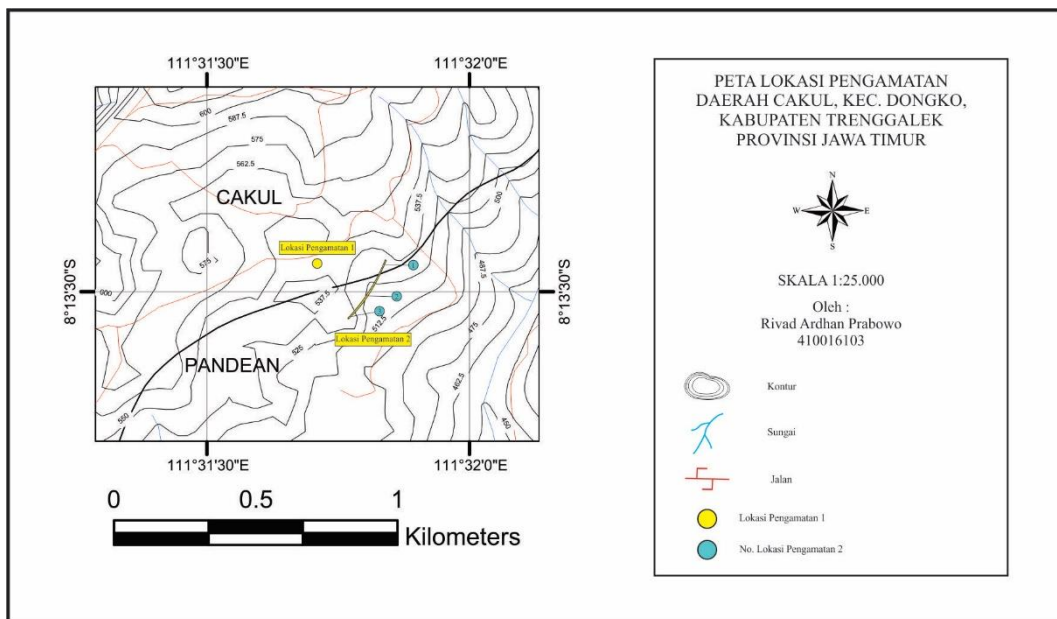 111°31'30"E
111°32'0"E
600
587.5
575
562.5
CAKUL
537.5
500
Lokasi Pengamatan 1
575
487.5
600
8°13'30"S
8°13'30"S
537.5
1
2
3
512.5
Lokasi Pengamatan 2
525
475
PANDEAN
462.5
550
450
111°31'30"E
111°32'0"E
0
0.5
1
Kilometers
PETA LOKASI PENGAMATAN
DAERAH CAKUL, KEC. DONGKO,
KABUPATEN TRENGGALEK
PROVINSI JAWA TIMUR
N
W
E
S
SKALA 1:25.000
Oleh :
Rivad Ardhan Prabowo
410016103
Kontur
Sungai
Jalan
Lokasi Pengamatan 1
No. Lokasi Pengamatan 2